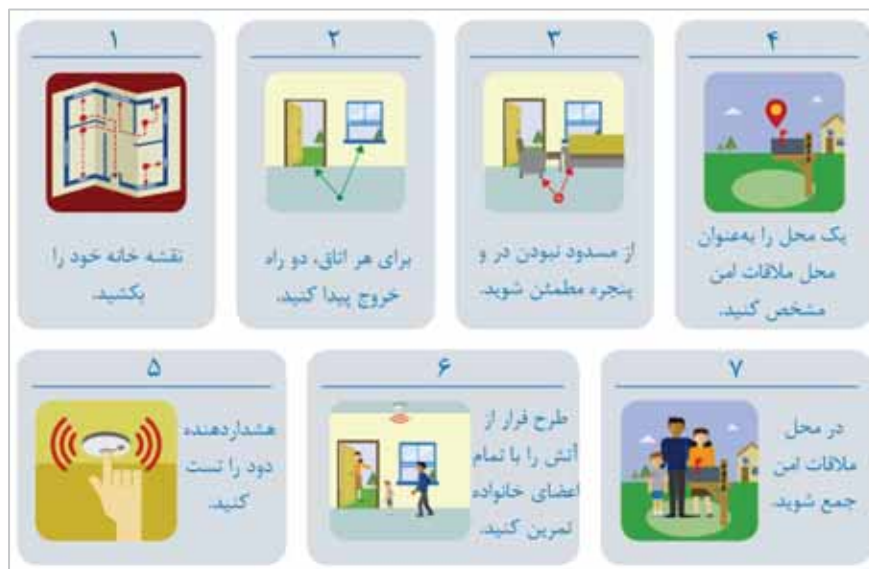 ۱
نقشه خانه خود را
بکشید.
۲
برای هر اتاق، دو راه
خروج پیدا کنید.
۳
از مسدود نبودن در و
پنجره مطمئن شوید.
۴
یک محل را به‌عنوان
محل ملاقات امن
مشخص کنید.
۵
هشداردهنده
دود را تست
کنید.
۶
طرح فرار از
آتش را با تمام
اعضای خانواده
تمرین کنید.
۷
در محل
ملاقات امن
جمع شوید.